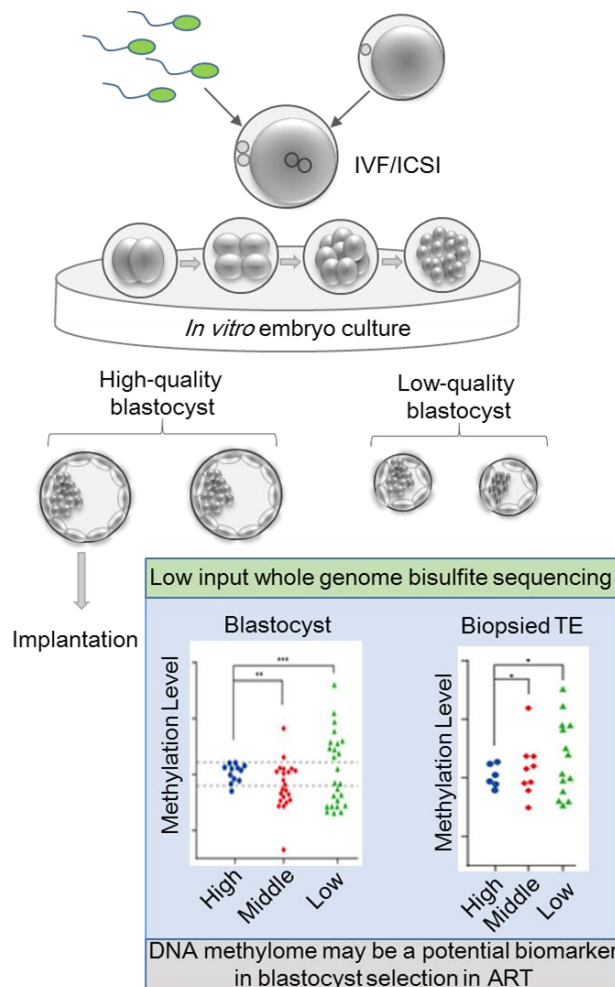 IVF/ICSI
In vitro embryo culture
High-quality
blastocyst
Low-quality
blastocyst
Implantation
Low input whole genome bisulfite sequencing
Blastocyst
Biopsied TE
Methylation Level
***
**
High
Middle
Low
Methylation Level
*
*
High
Middle
Low
DNA methylome may be a potential biomarker
in blastocyst selection in ART